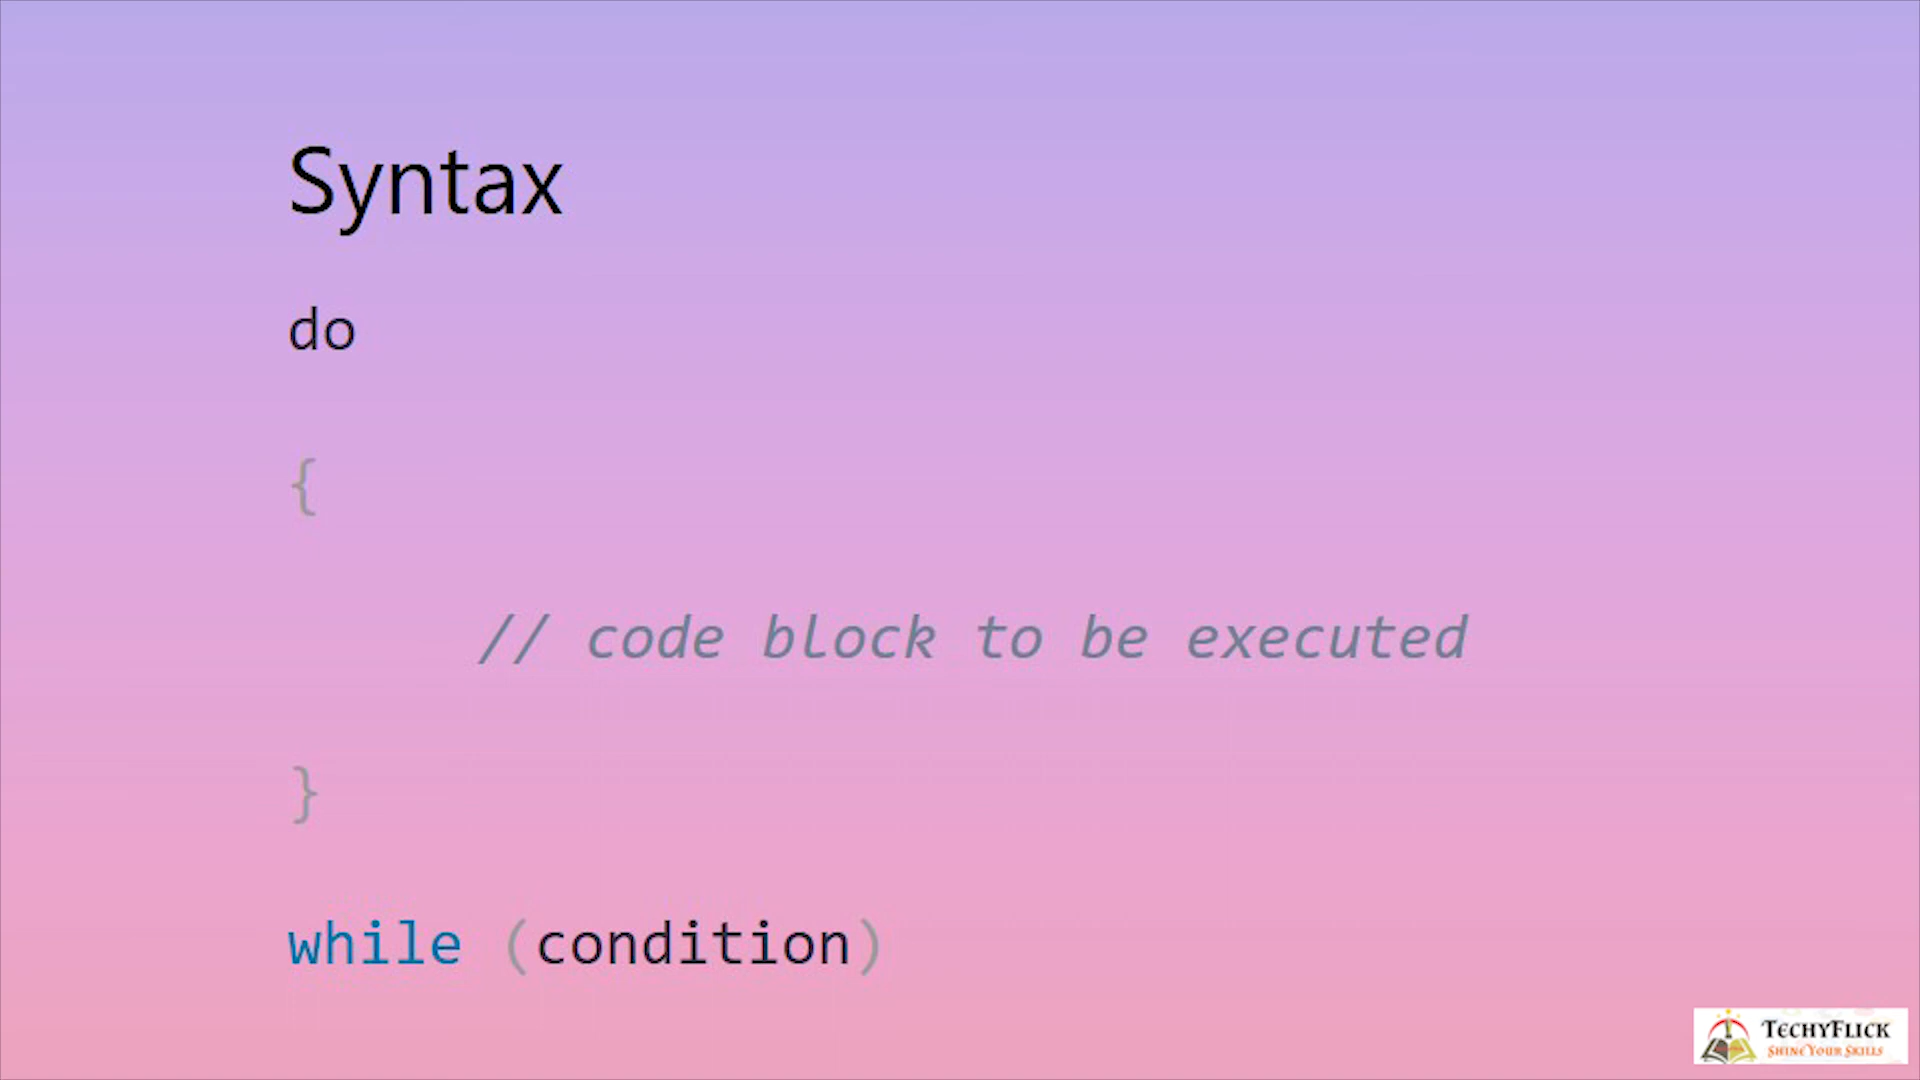 Syntax
do
{
// code block to be executed
}
while (condition)
TECHYFLICK
SHINE YOUR SKILLS